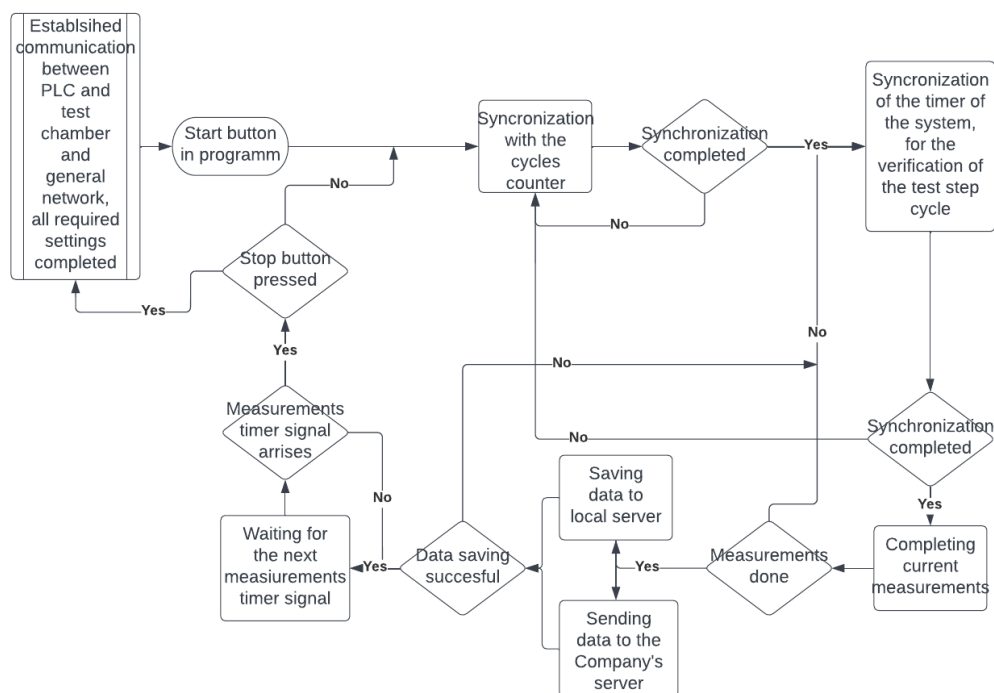 Establsihed
communication
between
PLC and
test
chamber
and
general
network,
all required
settings
completed
Start button
in programm
Syncronization
with the
cycles
counter
Synchronization
completed
Yes
Syncronization
of the timer of
the system,
for the
verification of
the test step
cycle
No
No
Stop button
pressed
Yes
No
Yes
No
Measurements
timer signal
arrises
Synchronization
completed
No
No
Yes
Saving
data to
local server
Waiting for
the next
measiurements
timer signal
Yes
Data saving
succesful
Yes
Measurements
done
Completing
current
measurements
Sending
data to the
Company's
server